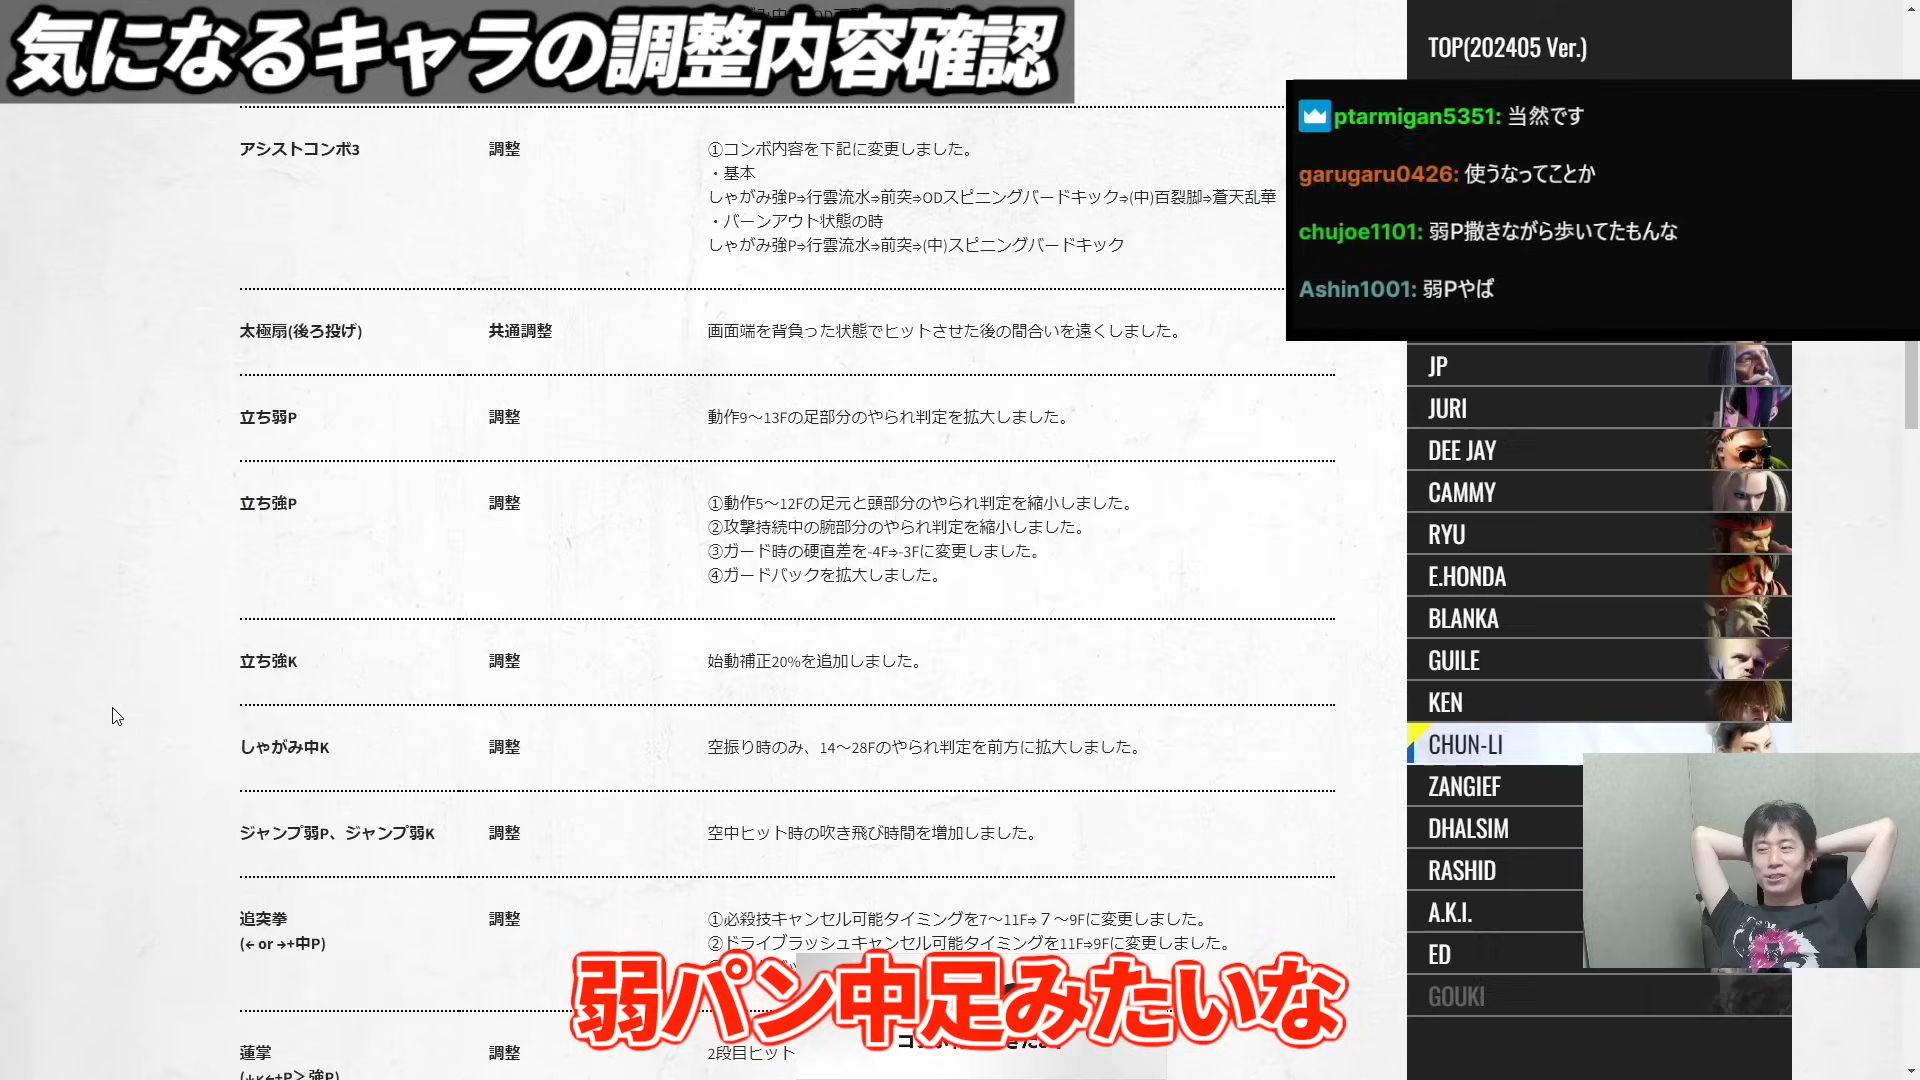 気になるキャラの調整内容確認
TOP(202405 Ver.)
ptarmigan5351: 当然です
garugaru0426: 使うなってことか
chujoe1101: 弱P撒きながら歩いてたもんな
Ashin1001: 弱Pやば
アシストコンボ3
調整
①コンボ内容を下記に変更しました。
・基本
しゃがみ強P⇒行雲流水⇒前突⇒ODスピニングバードキック⇒(中)百裂脚⇒蒼天乱華
・バーンアウト状態の時
しゃがみ強P⇒行雲流水⇒前突⇒(中)スピニングバードキック
太極扇(後ろ投げ)
共通調整
画面端を背負った状態でヒットさせた後の間合いを遠くしました。
立ち弱P
調整
動作9～13Fの足部分のやられ判定を拡大しました。
立ち強P
調整
①動作5～12Fの足元と頭部分のやられ判定を縮小しました。
②攻撃持続中の腕部分のやられ判定を縮小しました。
③ガード時の硬直差を-4F⇒-3Fに変更しました。
④ガードバックを拡大しました。
立ち強K
調整
始動補正20%を追加しました。
しゃがみ中K
調整
空振り時のみ、14～28Fのやられ判定を前方に拡大しました。
ジャンプ弱P、ジャンプ弱K
調整
空中ヒット時の吹き飛び時間を増加しました。
追突拳
(← or →+中P)
調整
①必殺技キャンセル可能タイミングを7～11F⇒７～9Fに変更しました。
②ドライブラッシュキャンセル可能タイミングを11F⇒9Fに変更しました。
弱パン中足みたいな
蓮掌
(↓↙←+P＞強P)
調整
2段目ヒット
JP
JURI
DEE JAY
CAMMY
RYU
E.HONDA
BLANKA
GUILE
KEN
CHUN-LI
ZANGIEF
DHALSIM
RASHID
A.K.I.
ED
GOUKI